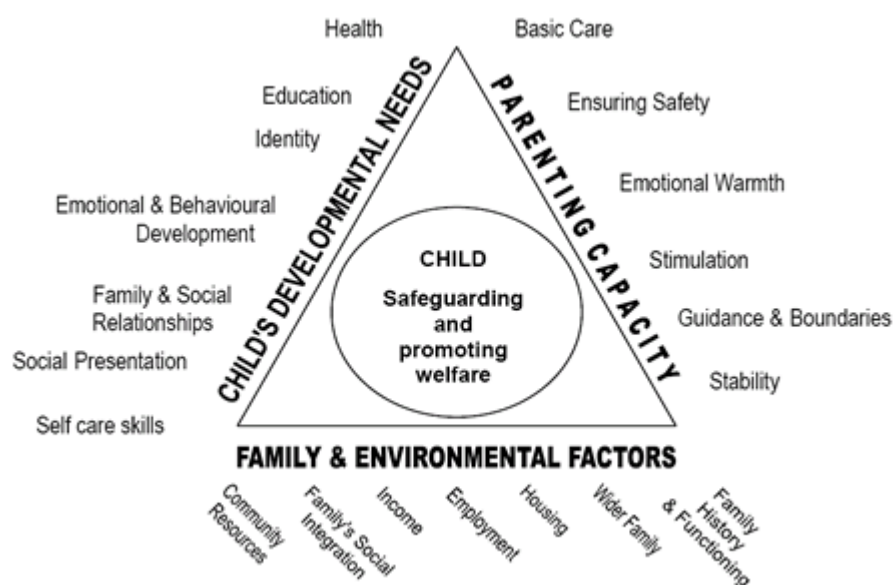 Health
Education
Identity
Emotional & Behavioural
Development
Family & Social
Relationships
Social Presentation
Self care skills
CHILD'S DEVELOPMENTAL NEEDS
CHILD
Safeguarding
and
promoting
welfare
PARENTING CAPACITY
Basic Care
Ensuring Safety
Emotional Warmth
Stimulation
Guidance & Boundaries
Stability
FAMILY & ENVIRONMENTAL FACTORS
Community
Resources
Family's Social
Integration
Income
Employment
Housing
Wider Family
Family
History
& Functioning